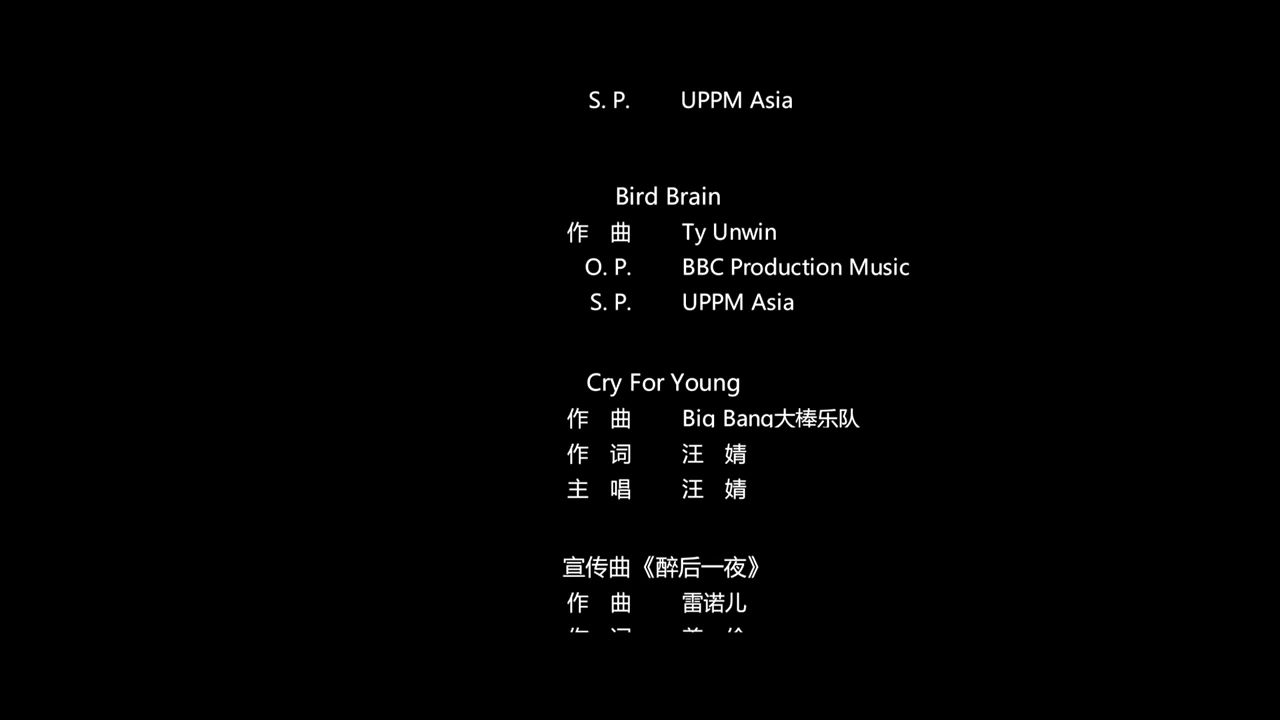 S. P. UPPM Asia
Bird Brain
作 曲 Ty Unwin
O. P. BBC Production Music
S. P. UPPM Asia
Cry For Young
作 曲 Big Bang大棒乐队
作 词 汪 婧
主 唱 汪 婧
宣传曲《醉后一夜》
作 曲 雷诺儿
作 词